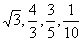 √3, 4/3, 3/5, 1/10